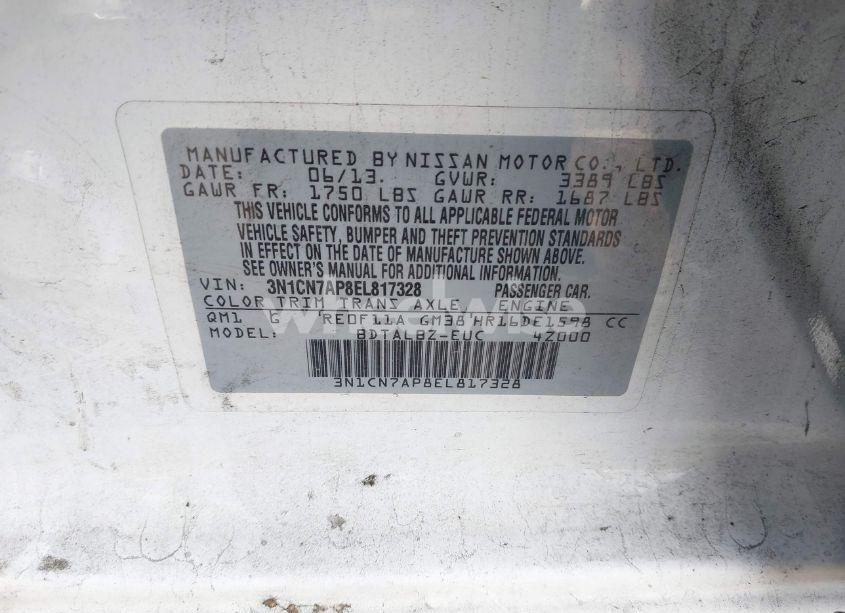 MANUFACTURED BY NISSAN MOTOR CO., LTD.
DATE: 06/13. GVWR: 3389 LBS
GAWR FR: 1750 LBS GAWR RR: 1687 LBS
THIS VEHICLE CONFORMS TO ALL APPLICABLE FEDERAL MOTOR
VEHICLE SAFETY, BUMPER AND THEFT PREVENTION STANDARDS
IN EFFECT ON THE DATE OF MANUFACTURE SHOWN ABOVE.
SEE OWNER'S MANUAL FOR ADDITIONAL INFORMATION.
VIN: 3N1CN7AP8EL817328 PASSENGER CAR.
COLOR TRIM TRANS AXLE ENGINE
QM1 G RE0F11A GM38 HR16DE1598 CC
MODEL: BDTALBZ-EUC 4Z000
3N1CN7AP8EL817328